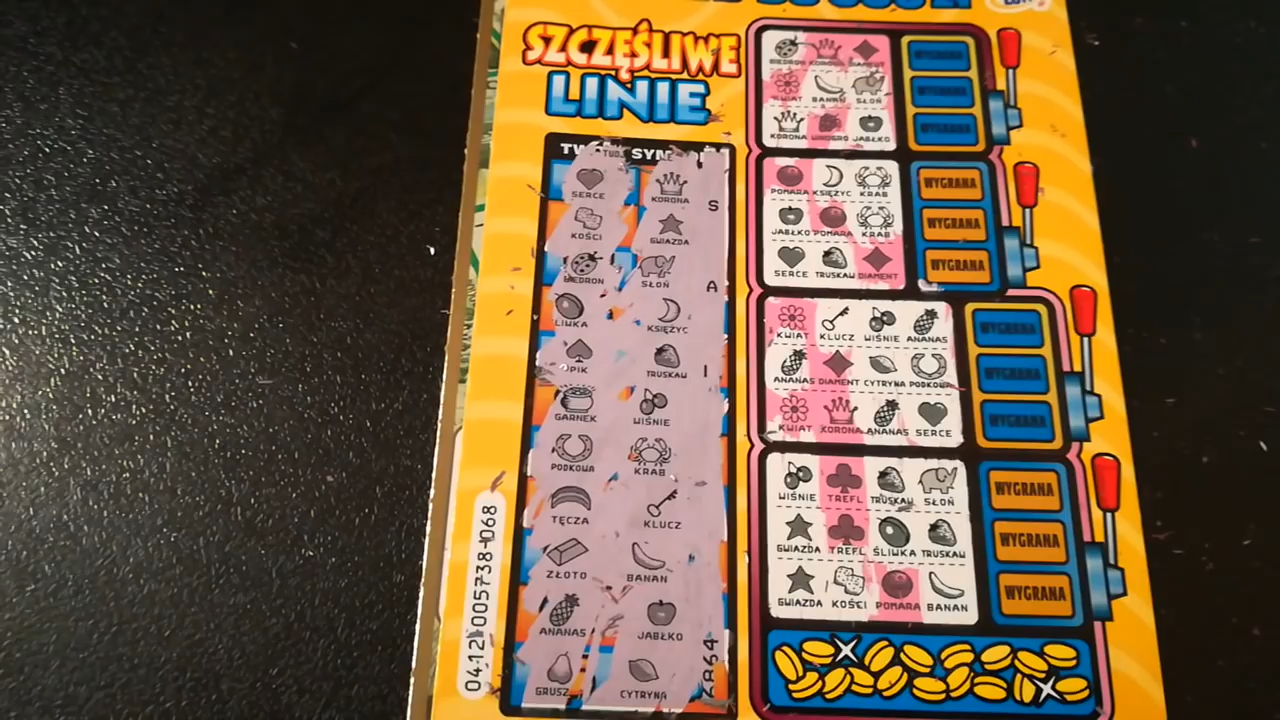 SZCZĘŚLIWE
LINIE
SERCE KORONA
KOŚCI GWIAZDA
BIEDRON SŁOŃ
KSIĘŻYC
PIK TRUSKAW
GARNEK WIŚNIE
PODKOWA KRAB
TĘCZA KLUCZ
ZŁOTO BANAN
ANANAS JABŁKO
GRUSZ CYTRYNA
S
A
I
6864
0412 005738 068
BIEDRON KORONA DIAMENT WYGRANA
KWIAT BANAN SŁOŃ WYGRANA
KORONA JABŁKO WYGRANA
POMARA KSIĘŻYC KRAB WYGRANA
JABŁKO POMARA KRAB WYGRANA
SERCE TRUSKAW DIAMENT WYGRANA
KWIAT KLUCZ WIŚNIE ANANAS WYGRANA
ANANAS DIAMENT CYTRYNA PODKOWA WYGRANA
KWIAT KORONA ANANAS SERCE WYGRANA
WIŚNIE TREFL TRUSKAW SŁOŃ WYGRANA
GWIAZDA TREFL ŚLIWKA TRUSKAW WYGRANA
GWIAZDA KOŚCI POMARA BANAN WYGRANA